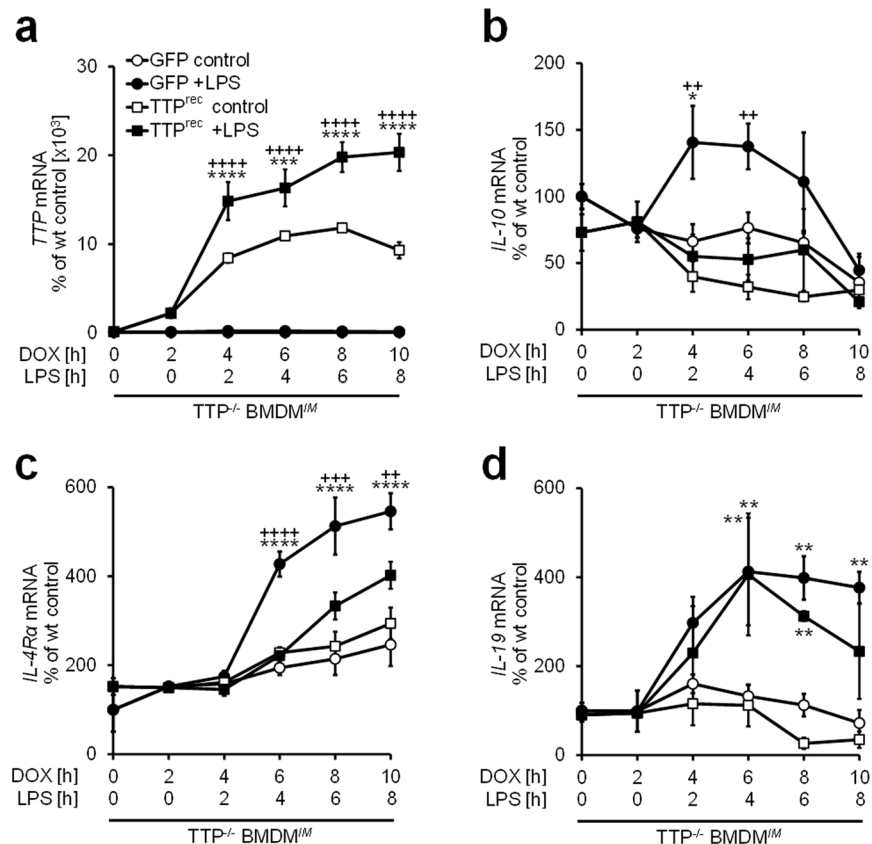 a
GFP control
GFP +LPS
TTPrec control
TTPrec +LPS
TTP mRNA
% of wt control [x10³]
30
20
10
0
++++
****
++++
***
++++
****
++++
****
DOX [h] 0 2 4 6 8 10
LPS [h] 0 0 2 4 6 8
TTP-/- BMDMIM
b
IL-10 mRNA
% of wt control
200
150
100
50
0
++
*
++
DOX [h] 0 2 4 6 8 10
LPS [h] 0 0 2 4 6 8
TTP-/- BMDMIM
c
IL-4Rα mRNA
% of wt control
600
400
200
0
++++
****
+++
****
++
****
DOX [h] 0 2 4 6 8 10
LPS [h] 0 0 2 4 6 8
TTP-/- BMDMIM
d
IL-19 mRNA
% of wt control
600
400
200
0
**
**
**
**
**
DOX [h] 0 2 4 6 8 10
LPS [h] 0 0 2 4 6 8
TTP-/- BMDMIM